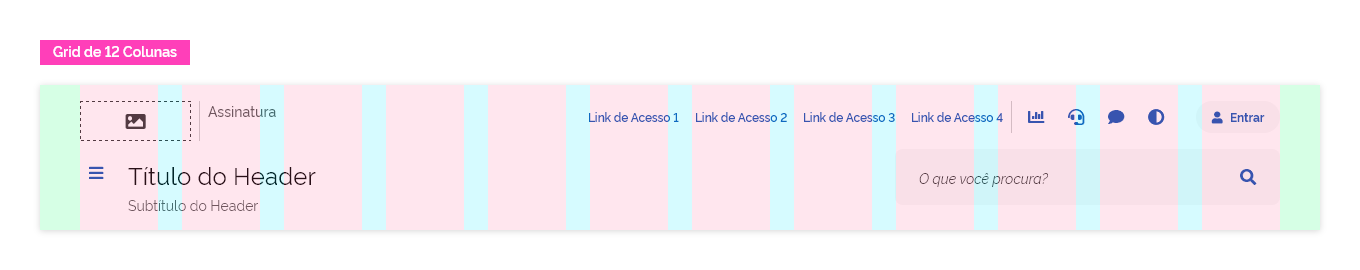 Grid de 12 Colunas
Assinatura
Link de Acesso 1 Link de Acesso 2 Link de Acesso 3 Link de Acesso 4 Entrar
Título do Header
O que você procura?
Subtítulo do Header